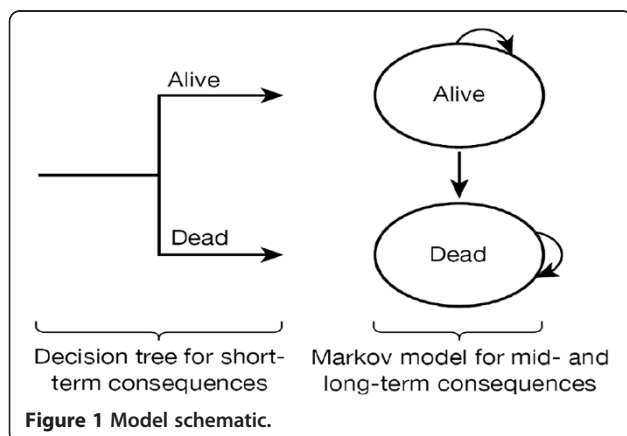 Alive
Dead
Alive
Dead
Decision tree for short-
term consequences
Markov model for mid- and
long-term consequences
Figure 1 Model schematic.